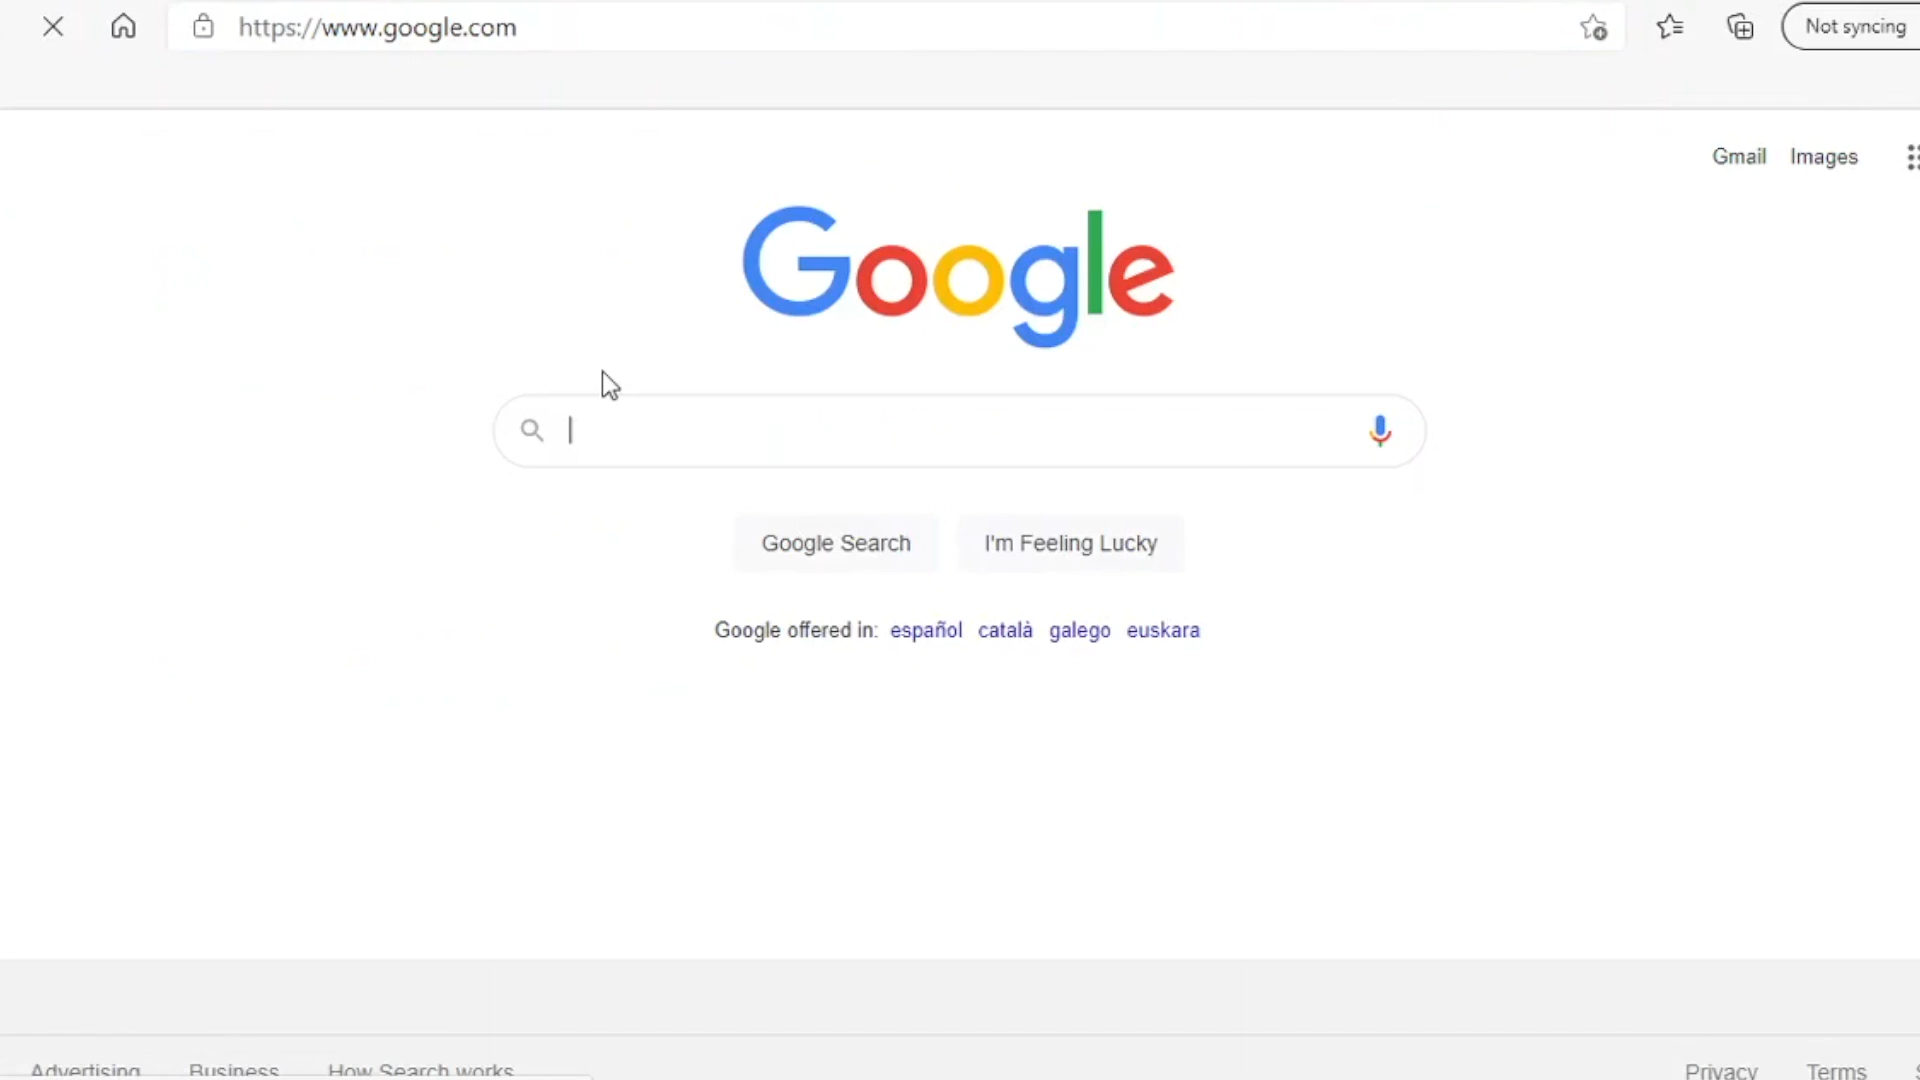 https://www.google.com
Not syncing
Gmail Images
Google
Google Search I'm Feeling Lucky
Google offered in: español català galego euskara
Advertising Business How Search works
Privacy Terms